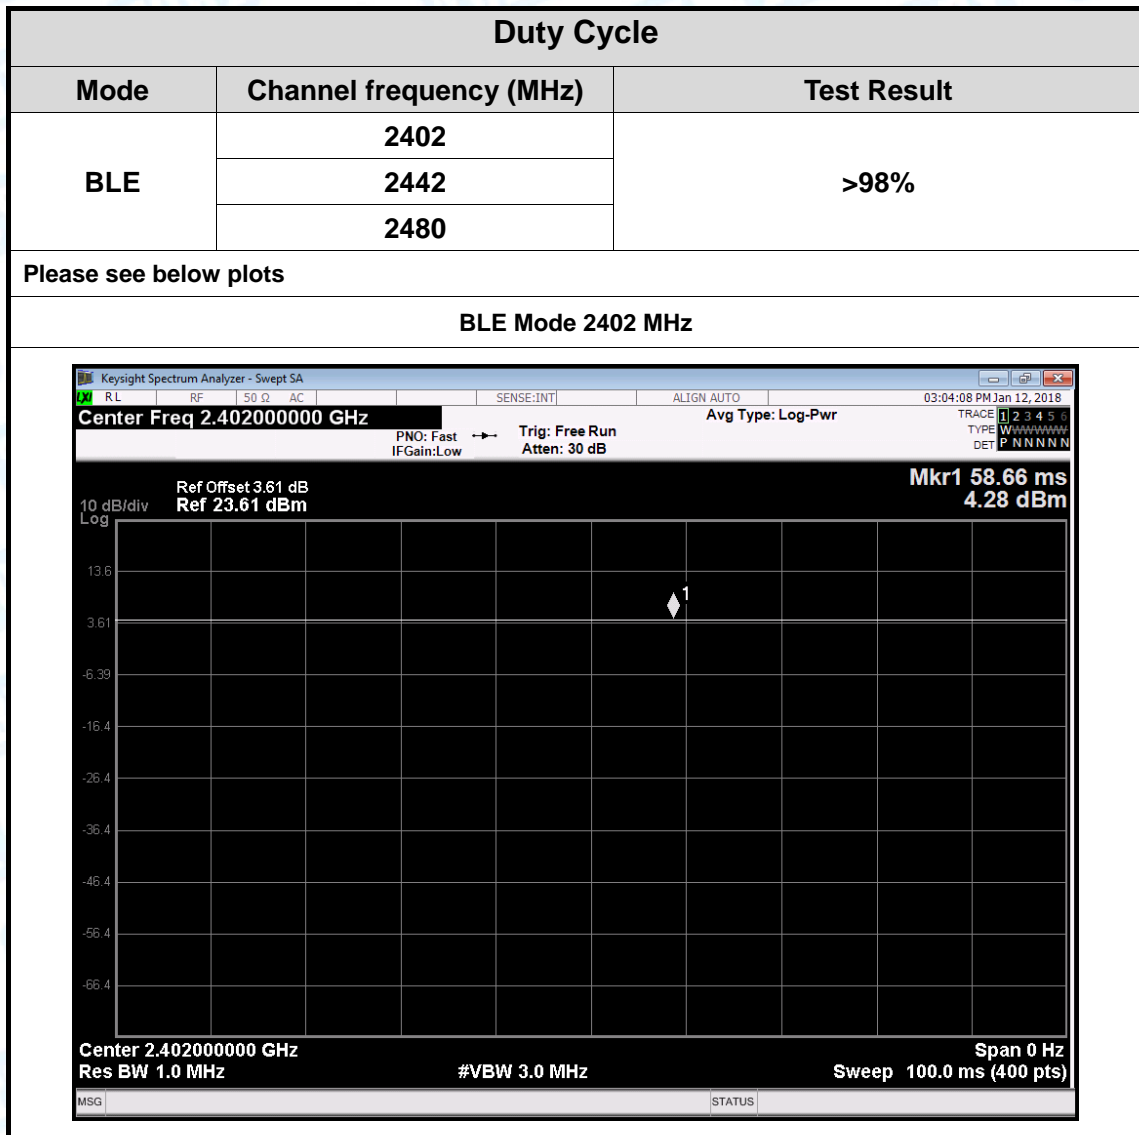 Duty Cycle
Mode Channel frequency (MHz) Test Result
BLE 2402 >98%
2442
2480
Please see below plots
BLE Mode 2402 MHz
Keysight Spectrum Analyzer - Swept SA
LXI RL RF 50 Ω AC SENSE:INT ALIGN AUTO 03:04:08 PM Jan 12, 2018
Center Freq 2.402000000 GHz Avg Type: Log-Pwr TRACE 1 2 3 4 5 6
PNO: Fast Trig: Free Run TYPE WWWWWW
IFGain:Low Atten: 30 dB DET P N N N N N
Mkr1 58.66 ms
4.28 dBm
Ref Offset 3.61 dB
10 dB/div Ref 23.61 dBm
Log
13.6
1
3.61
-6.39
-16.4
-26.4
-36.4
-46.4
-56.4
-66.4
Center 2.402000000 GHz Span 0 Hz
Res BW 1.0 MHz #VBW 3.0 MHz Sweep 100.0 ms (400 pts)
MSG STATUS